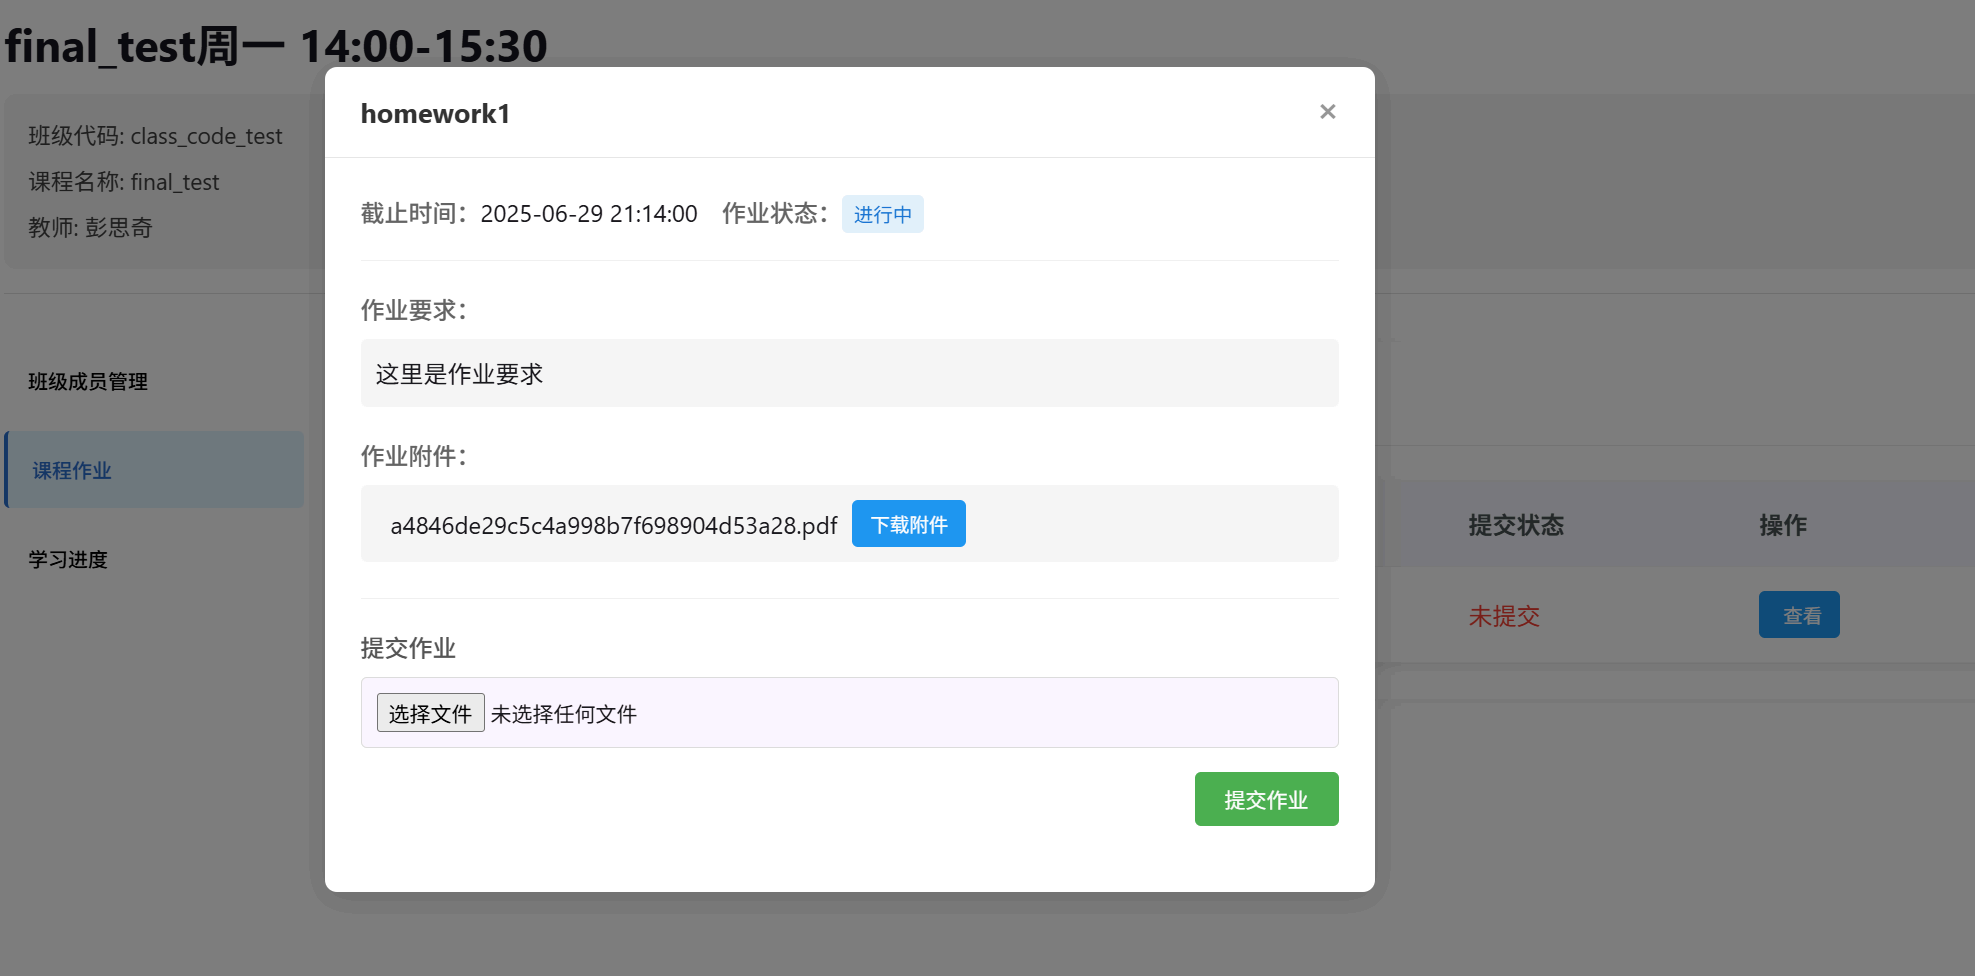 final_test周一 14:00-15:30
班级代码: class_code_test
课程名称: final_test
教师: 彭思奇
班级成员管理
课程作业
学习进度
homework1
×
截止时间：2025-06-29 21:14:00 作业状态：进行中
作业要求：
这里是作业要求
作业附件：
a4846de29c5c4a998b7f698904d53a28.pdf 下载附件
提交作业
选择文件 未选择任何文件
提交作业
提交状态 操作
未提交 查看